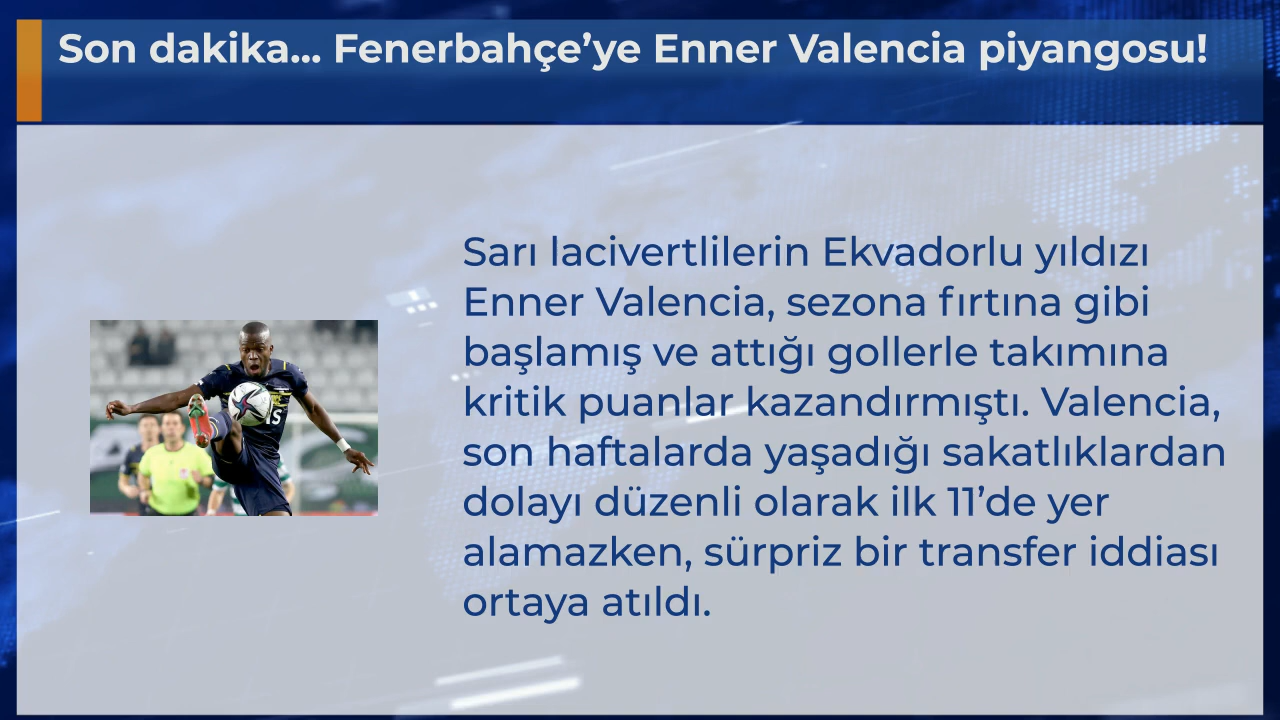 Son dakika... Fenerbahçe’ye Enner Valencia piyangosu!
Sarı lacivertlilerin Ekvadorlu yıldızı
Enner Valencia, sezona fırtına gibi
başlamış ve attığı gollerle takımına
kritik puanlar kazandırmıştı. Valencia,
son haftalarda yaşadığı sakatlıklardan
dolayı düzenli olarak ilk 11’de yer
alamazken, sürpriz bir transfer iddiası
ortaya atıldı.